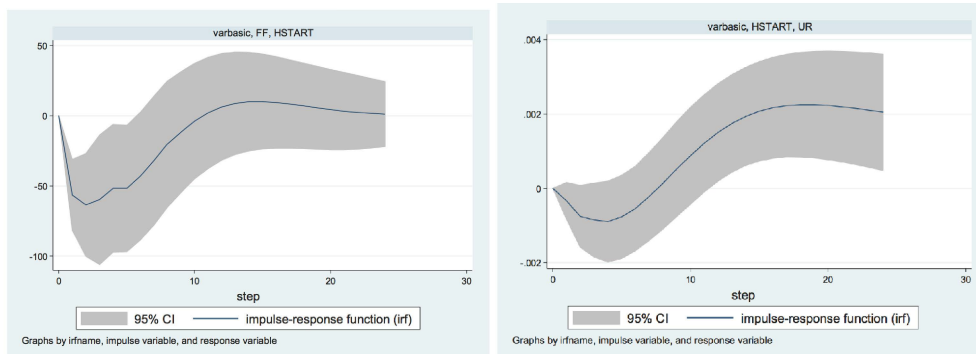 varbasic, FF, HSTART
50
0
-50
-100
0
10
20
30
step
95% CI
impulse-response function (irf)
Graphs by irfname, impulse variable, and response variable
varbasic, HSTART, UR
.004
.002
0
-.002
0
10
20
30
step
95% CI
impulse-response function (irf)
Graphs by irfname, impulse variable, and response variable